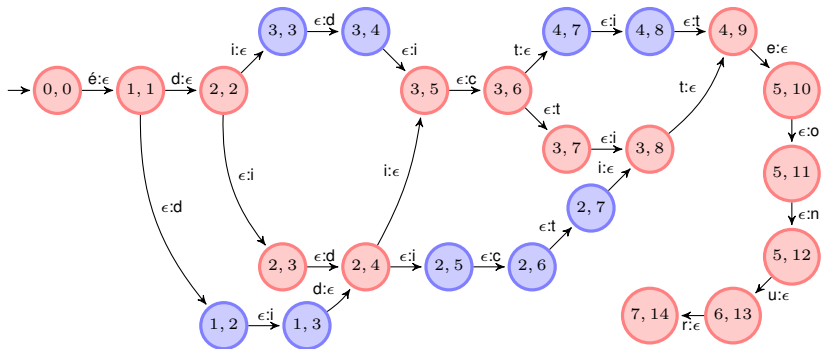 3, 3 ϵ:d 3, 4 4, 7 ϵ:i 4, 8 ϵ:t 4, 9
i:ϵ ϵ:i t:ϵ e:ϵ
0, 0 é:ϵ 1, 1 d:ϵ 2, 2 3, 5 ϵ:c 3, 6 t:ϵ 5, 10
ϵ:t
ϵ:o
3, 7 ϵ:i 3, 8
ϵ:i i:ϵ i:ϵ 5, 11
ϵ:d 2, 7 ϵ:n
ϵ:t
2, 3 ϵ:d 2, 4 ϵ:i 2, 5 ϵ:c 2, 6 5, 12
d:ϵ u:ϵ
1, 2 ϵ:i 1, 3 7, 14 r:ϵ 6, 13